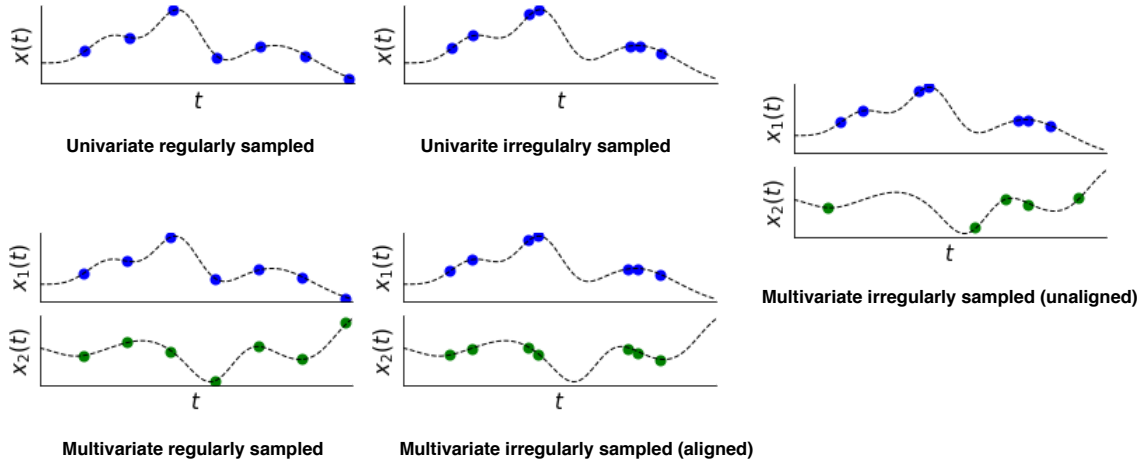 x(t)
t
Univariate regularly sampled
x(t)
t
Univarite irregulalry sampled
x₁(t)
x₂(t)
t
Multivariate regularly sampled
x₁(t)
x₂(t)
t
Multivariate irregularly sampled (aligned)
x₁(t)
x₂(t)
t
Multivariate irregularly sampled (unaligned)